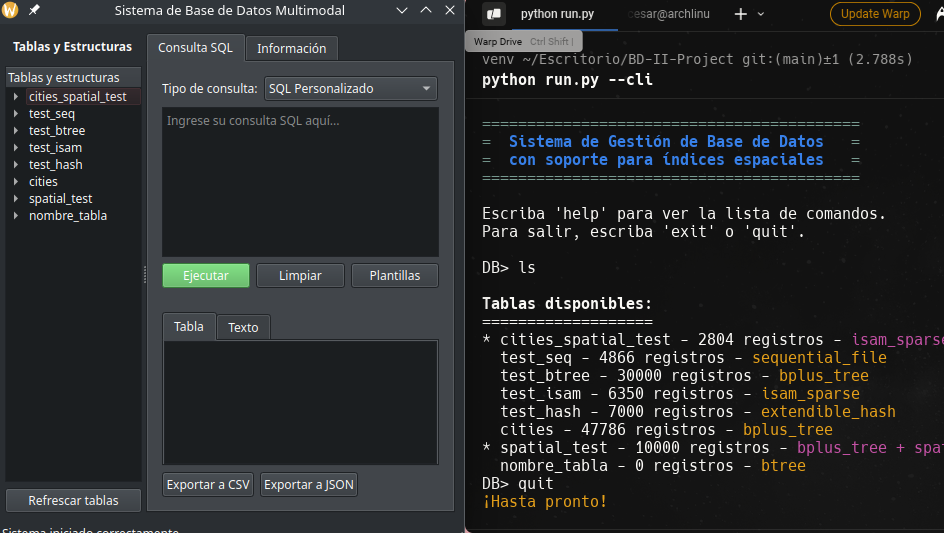 Sistema de Base de Datos Multimodal
Tablas y Estructuras
Tablas y estructuras
cities_spatial_test
test_seq
test_btree
test_isam
test_hash
cities
spatial_test
nombre_tabla
Refrescar tablas
Sistema iniciado correctamente
Consulta SQL
Información
Tipo de consulta:
SQL Personalizado
Ingrese su consulta SQL aquí...
Ejecutar
Limpiar
Plantillas
Tabla
Texto
Exportar a CSV
Exportar a JSON
python run.py
cesar@archlinu
Update Warp
Warp Drive Ctrl Shift |
venv ~/Escritorio/BD-II-Project git:(main)±1 (2.788s)
python run.py --cli
==========================================
= Sistema de Gestión de Base de Datos =
= con soporte para índices espaciales =
==========================================
Escriba 'help' para ver la lista de comandos.
Para salir, escriba 'exit' o 'quit'.
DB> ls
Tablas disponibles:
===================
* cities_spatial_test - 2804 registros - isam_sparse
test_seq - 4866 registros - sequential_file
test_btree - 30000 registros - bplus_tree
test_isam - 6350 registros - isam_sparse
test_hash - 7000 registros - extendible_hash
cities - 47786 registros - bplus_tree
* spatial_test - 10000 registros - bplus_tree + spa
nombre_tabla - 0 registros - btree
DB> quit
¡Hasta pronto!